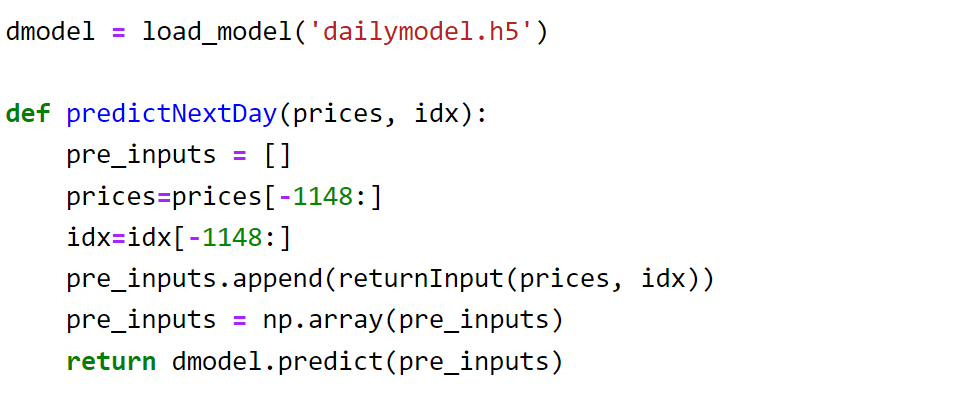 dmodel = load_model('dailymodel.h5')
def predictNextDay(prices, idx):
    pre_inputs = []
    prices=prices[-1148:]
    idx=idx[-1148:]
    pre_inputs.append(returnInput(prices, idx))
    pre_inputs = np.array(pre_inputs)
    return dmodel.predict(pre_inputs)